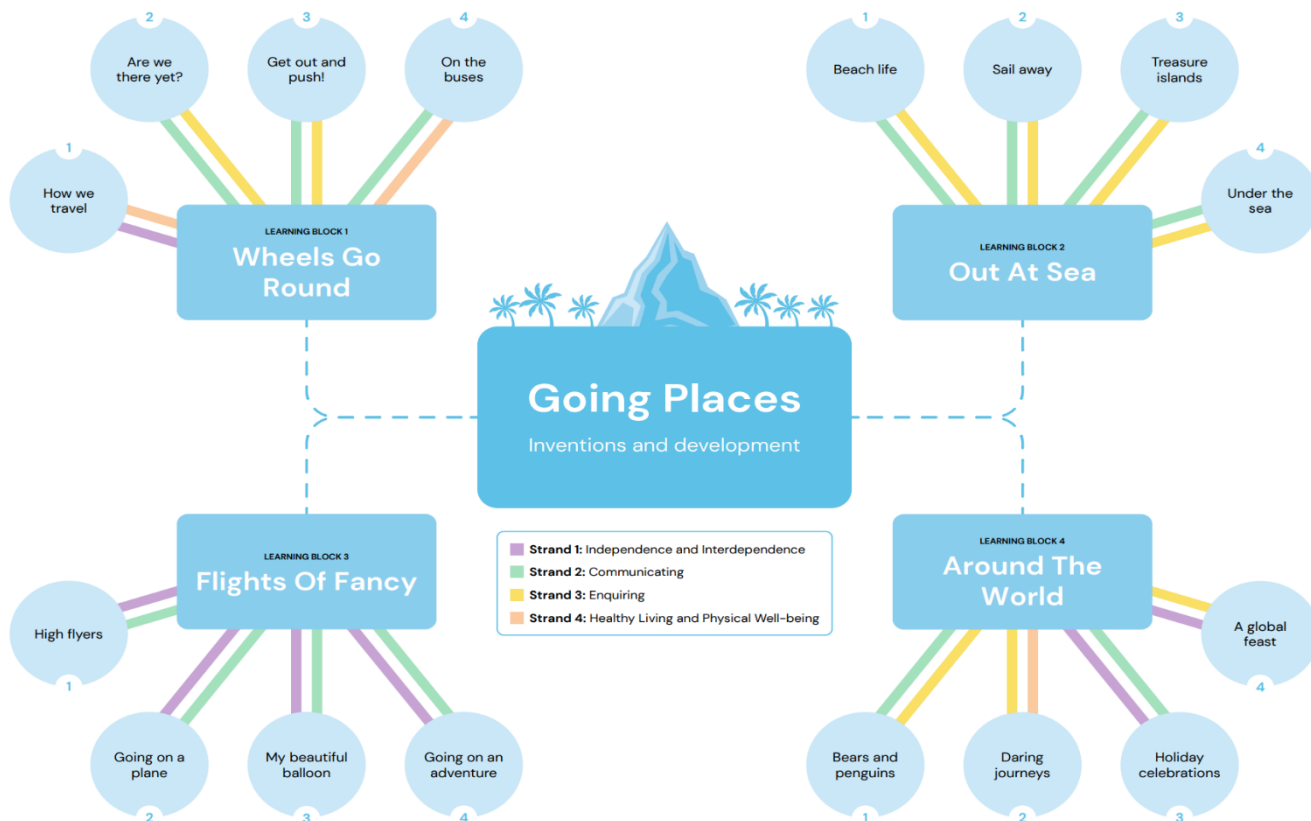 2
Are we
there yet?
3
Get out and
push!
4
On the
buses
1
How we
travel
LEARNING BLOCK 1
Wheels Go
Round
1
Beach life
2
Sail away
3
Treasure
islands
4
Under the
sea
LEARNING BLOCK 2
Out At Sea
Going Places
Inventions and development
Strand 1: Independence and Interdependence
Strand 2: Communicating
Strand 3: Enquiring
Strand 4: Healthy Living and Physical Well-being
LEARNING BLOCK 3
Flights Of Fancy
High flyers
1
Going on a
plane
2
My beautiful
balloon
3
Going on an
adventure
4
LEARNING BLOCK 4
Around The
World
Bears and
penguins
1
Daring
journeys
2
Holiday
celebrations
3
A global
feast
4